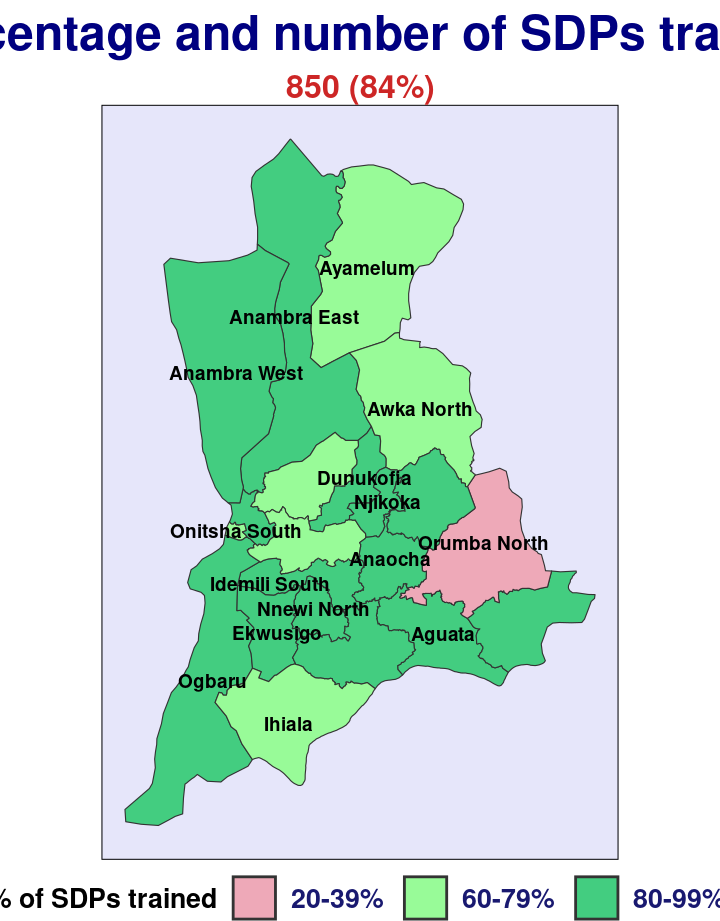 centage and number of SDPs tra
850 (84%)
Ayamelum
Anambra East
Anambra West
Awka North
Dunukofia
Njikoka
Onitsha South
Orumba North
Anaocha
Idemili South
Nnewi North
Ekwusigo
Aguata
Ogbaru
Ihiala
% of SDPs trained 20-39% 60-79% 80-99%